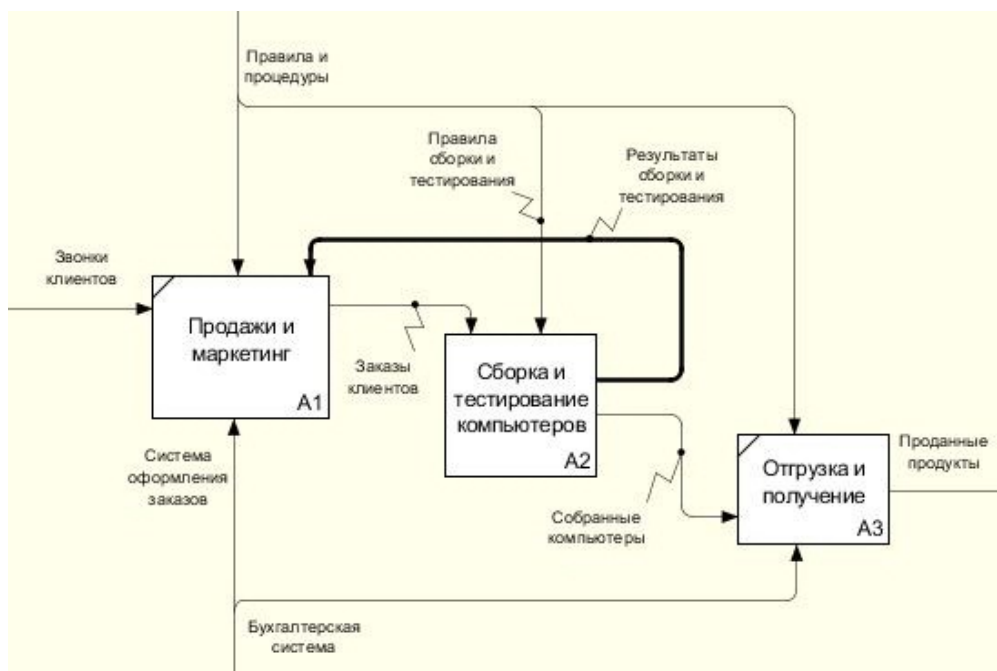 Правила и
процедуры
Правила
сборки и
тестирования
Результаты
сборки и
тестирования
Звонки
клиентов
Продажи и
маркетинг
A1
Заказы
клиентов
Сборка и
тестирование
компьютеров
A2
Система
оформления
заказов
Собранные
компьютеры
Отгрузка и
получение
A3
Проданные
продукты
Бухгалтерская
система